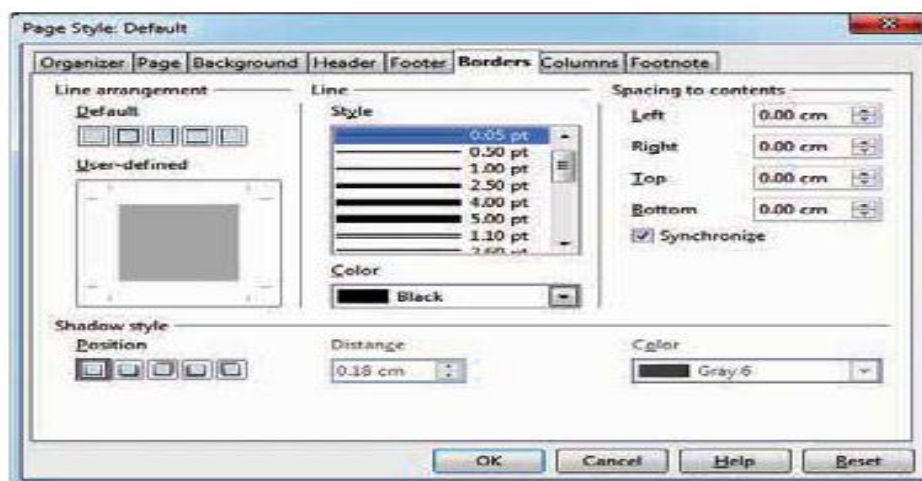 Page Style: Default
Organizer Page Background Header Footer Borders Columns Footnote
Line arrangement
Default
User-defined
Line
Style
0.05 pt
0.50 pt
1.00 pt
2.50 pt
4.00 pt
5.00 pt
1.10 pt
2.60 pt
Color
Black
Spacing to contents
Left 0.00 cm
Right 0.00 cm
Top 0.00 cm
Bottom 0.00 cm
Synchronize
Shadow style
Position
Distance
0.18 cm
Color
Gray 6
OK Cancel Help Reset